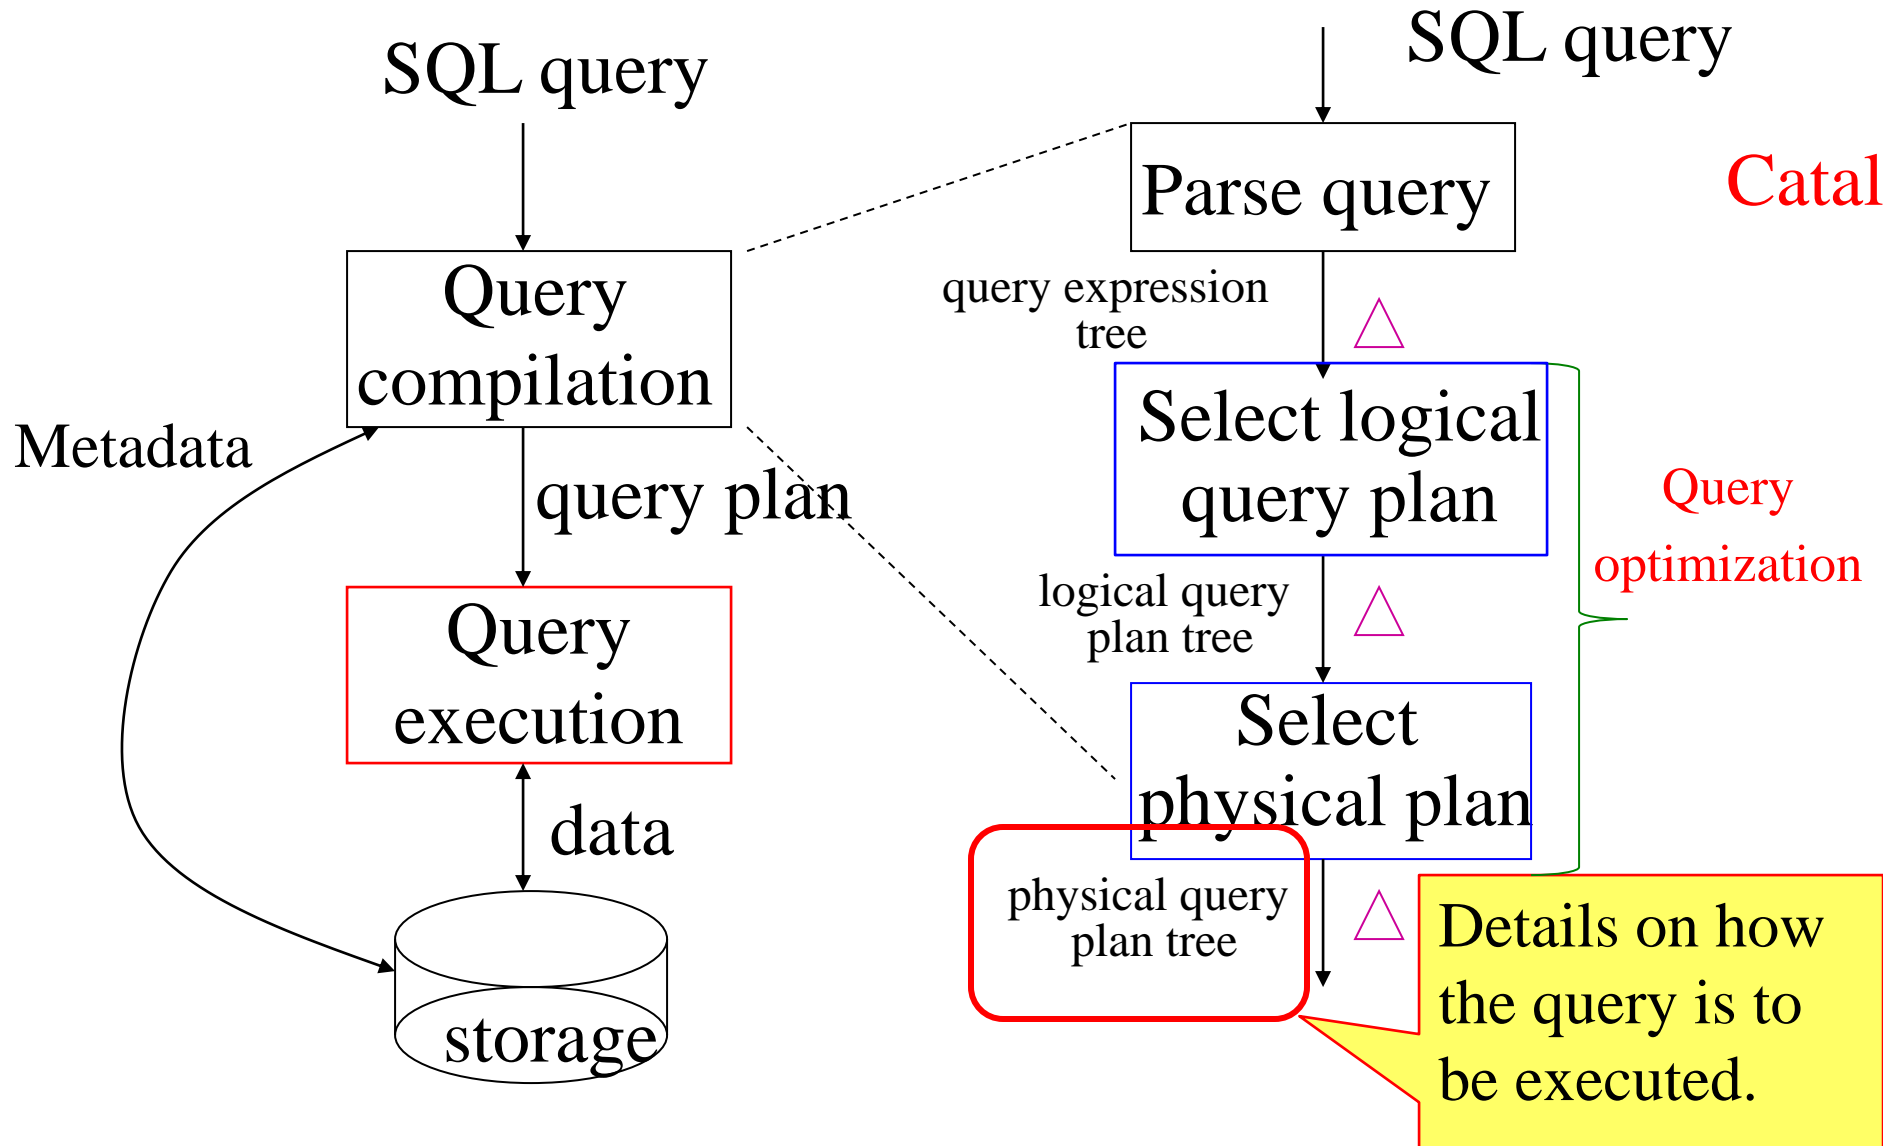 SQL query
Query
compilation
Metadata
query plan
Query
execution
data
storage
SQL query
Parse query
Catal
query expression
tree
Select logical
query plan
Query
optimization
logical query
plan tree
Select
physical plan
physical query
plan tree
Details on how
the query is to
be executed.